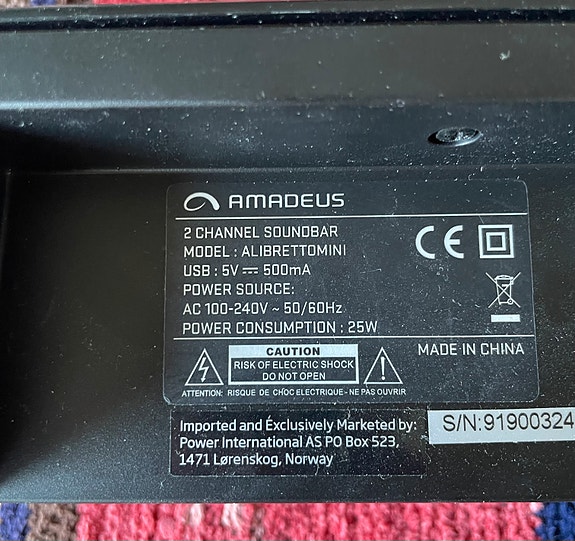 AMADEUS
2 CHANNEL SOUNDBAR
MODEL : ALIBRETTOMINI
USB : 5V ⎓ 500mA
POWER SOURCE:
AC 100-240V ~ 50/60Hz
POWER CONSUMPTION : 25W
CE
MADE IN CHINA
CAUTION
RISK OF ELECTRIC SHOCK
DO NOT OPEN
ATTENTION: RISQUE DE CHOC ELECTRIQUE - NE PAS OUVRIR
Imported and Exclusively Marketed by:
Power International AS PO Box 523,
1471 Lørenskog, Norway
S/N:91900324